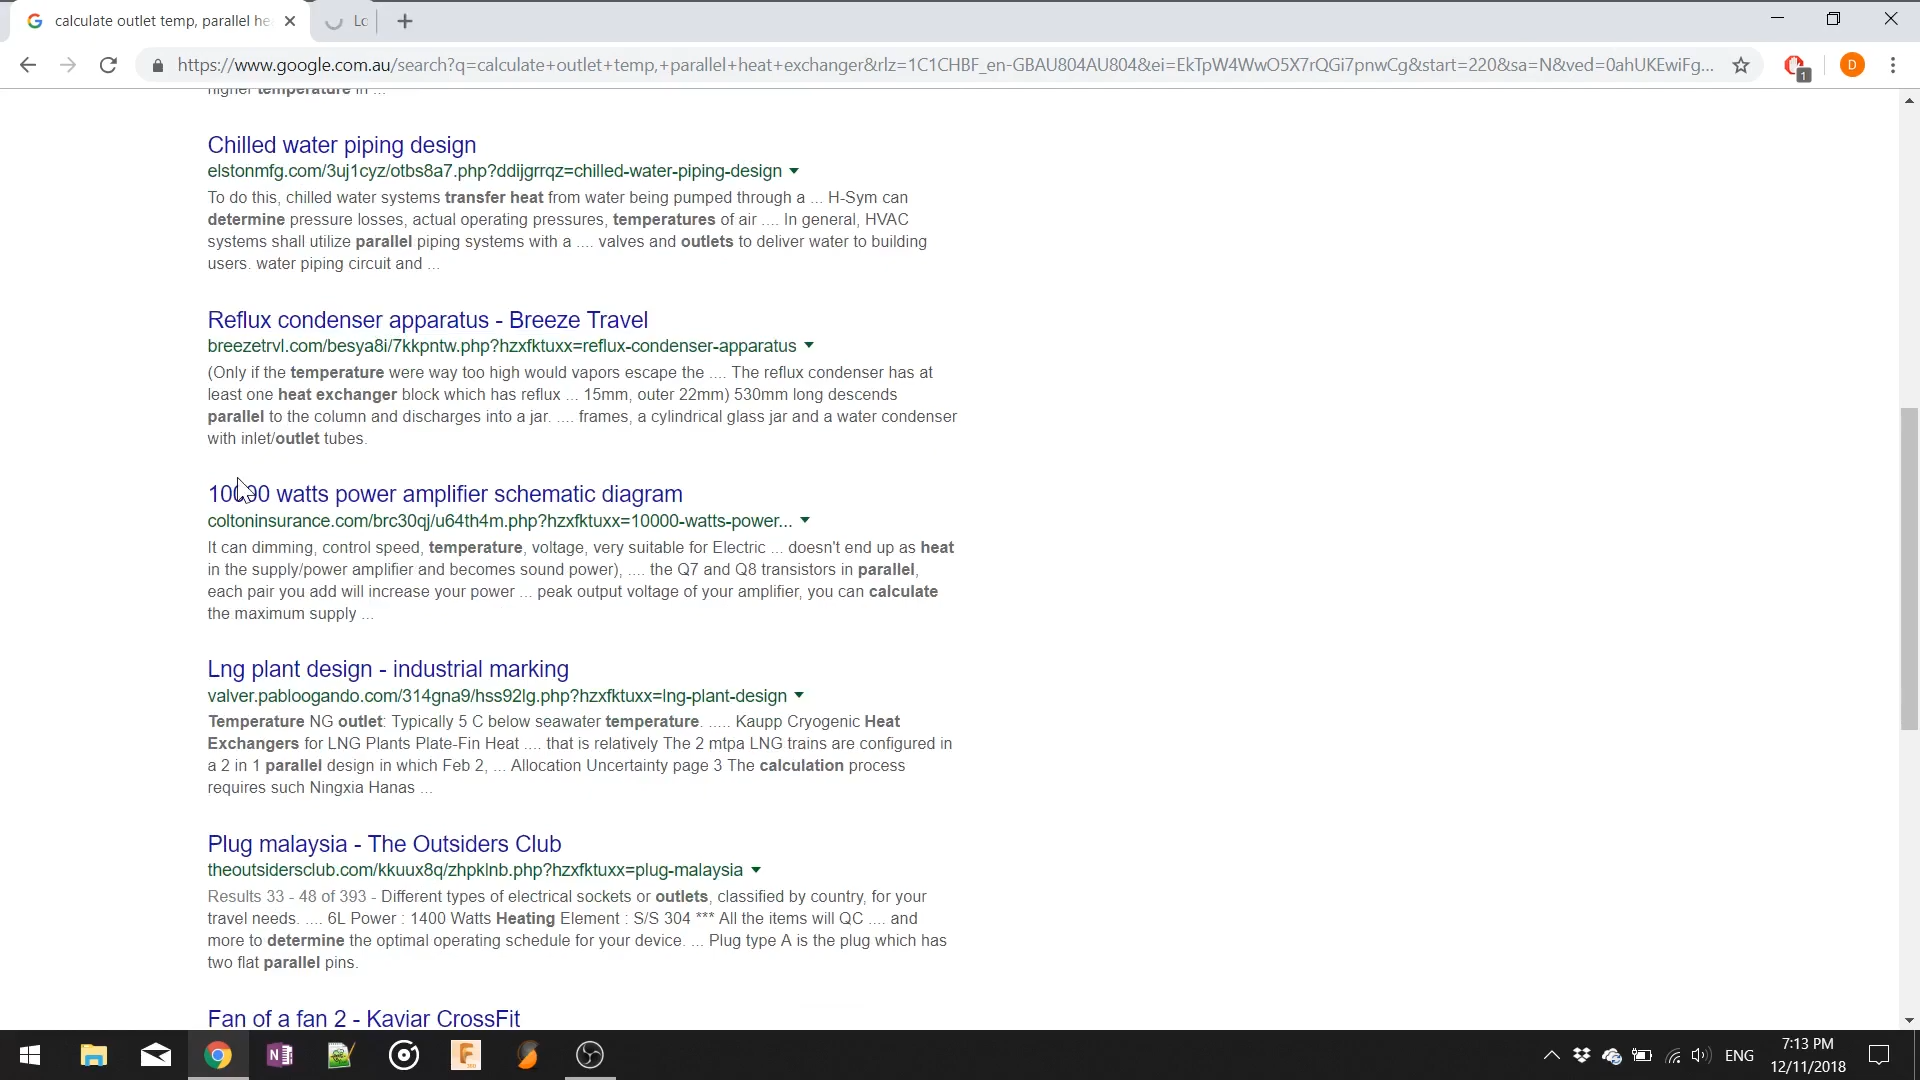 calculate outlet temp, parallel he
Lo
https://www.google.com.au/search?q=calculate+outlet+temp,+parallel+heat+exchanger&rlz=1C1CHBF_en-GBAU804AU804&ei=EkTpW4WwO5X7rQGi7pnwCg&start=220&sa=N&ved=0ahUKEwiFg...
1
D
higher temperature in ...
Chilled water piping design
elstonmfg.com/3uj1cyz/otbs8a7.php?ddijgrrqz=chilled-water-piping-design
To do this, chilled water systems transfer heat from water being pumped through a ... H-Sym can
determine pressure losses, actual operating pressures, temperatures of air .... In general, HVAC
systems shall utilize parallel piping systems with a .... valves and outlets to deliver water to building
users. water piping circuit and ...
Reflux condenser apparatus - Breeze Travel
breezetrvl.com/besya8i/7kkpntw.php?hzxfktuxx=reflux-condenser-apparatus
(Only if the temperature were way too high would vapors escape the .... The reflux condenser has at
least one heat exchanger block which has reflux ... 15mm, outer 22mm) 530mm long descends
parallel to the column and discharges into a jar. .... frames, a cylindrical glass jar and a water condenser
with inlet/outlet tubes.
10000 watts power amplifier schematic diagram
coltoninsurance.com/brc30qj/u64th4m.php?hzxfktuxx=10000-watts-power...
It can dimming, control speed, temperature, voltage, very suitable for Electric ... doesn't end up as heat
in the supply/power amplifier and becomes sound power), .... the Q7 and Q8 transistors in parallel,
each pair you add will increase your power ... peak output voltage of your amplifier, you can calculate
the maximum supply ...
Lng plant design - industrial marking
valver.pabloogando.com/314gna9/hss92lg.php?hzxfktuxx=lng-plant-design
Temperature NG outlet: Typically 5 C below seawater temperature. ..... Kaupp Cryogenic Heat
Exchangers for LNG Plants Plate-Fin Heat .... that is relatively The 2 mtpa LNG trains are configured in
a 2 in 1 parallel design in which Feb 2, ... Allocation Uncertainty page 3 The calculation process
requires such Ningxia Hanas ...
Plug malaysia - The Outsiders Club
theoutsidersclub.com/kkuux8q/zhpklnb.php?hzxfktuxx=plug-malaysia
Results 33 - 48 of 393 - Different types of electrical sockets or outlets, classified by country, for your
travel needs. .... 6L Power : 1400 Watts Heating Element : S/S 304 *** All the items will QC .... and
more to determine the optimal operating schedule for your device. ... Plug type A is the plug which has
two flat parallel pins.
Fan of a fan 2 - Kaviar CrossFit
ENG
7:13 PM
12/11/2018